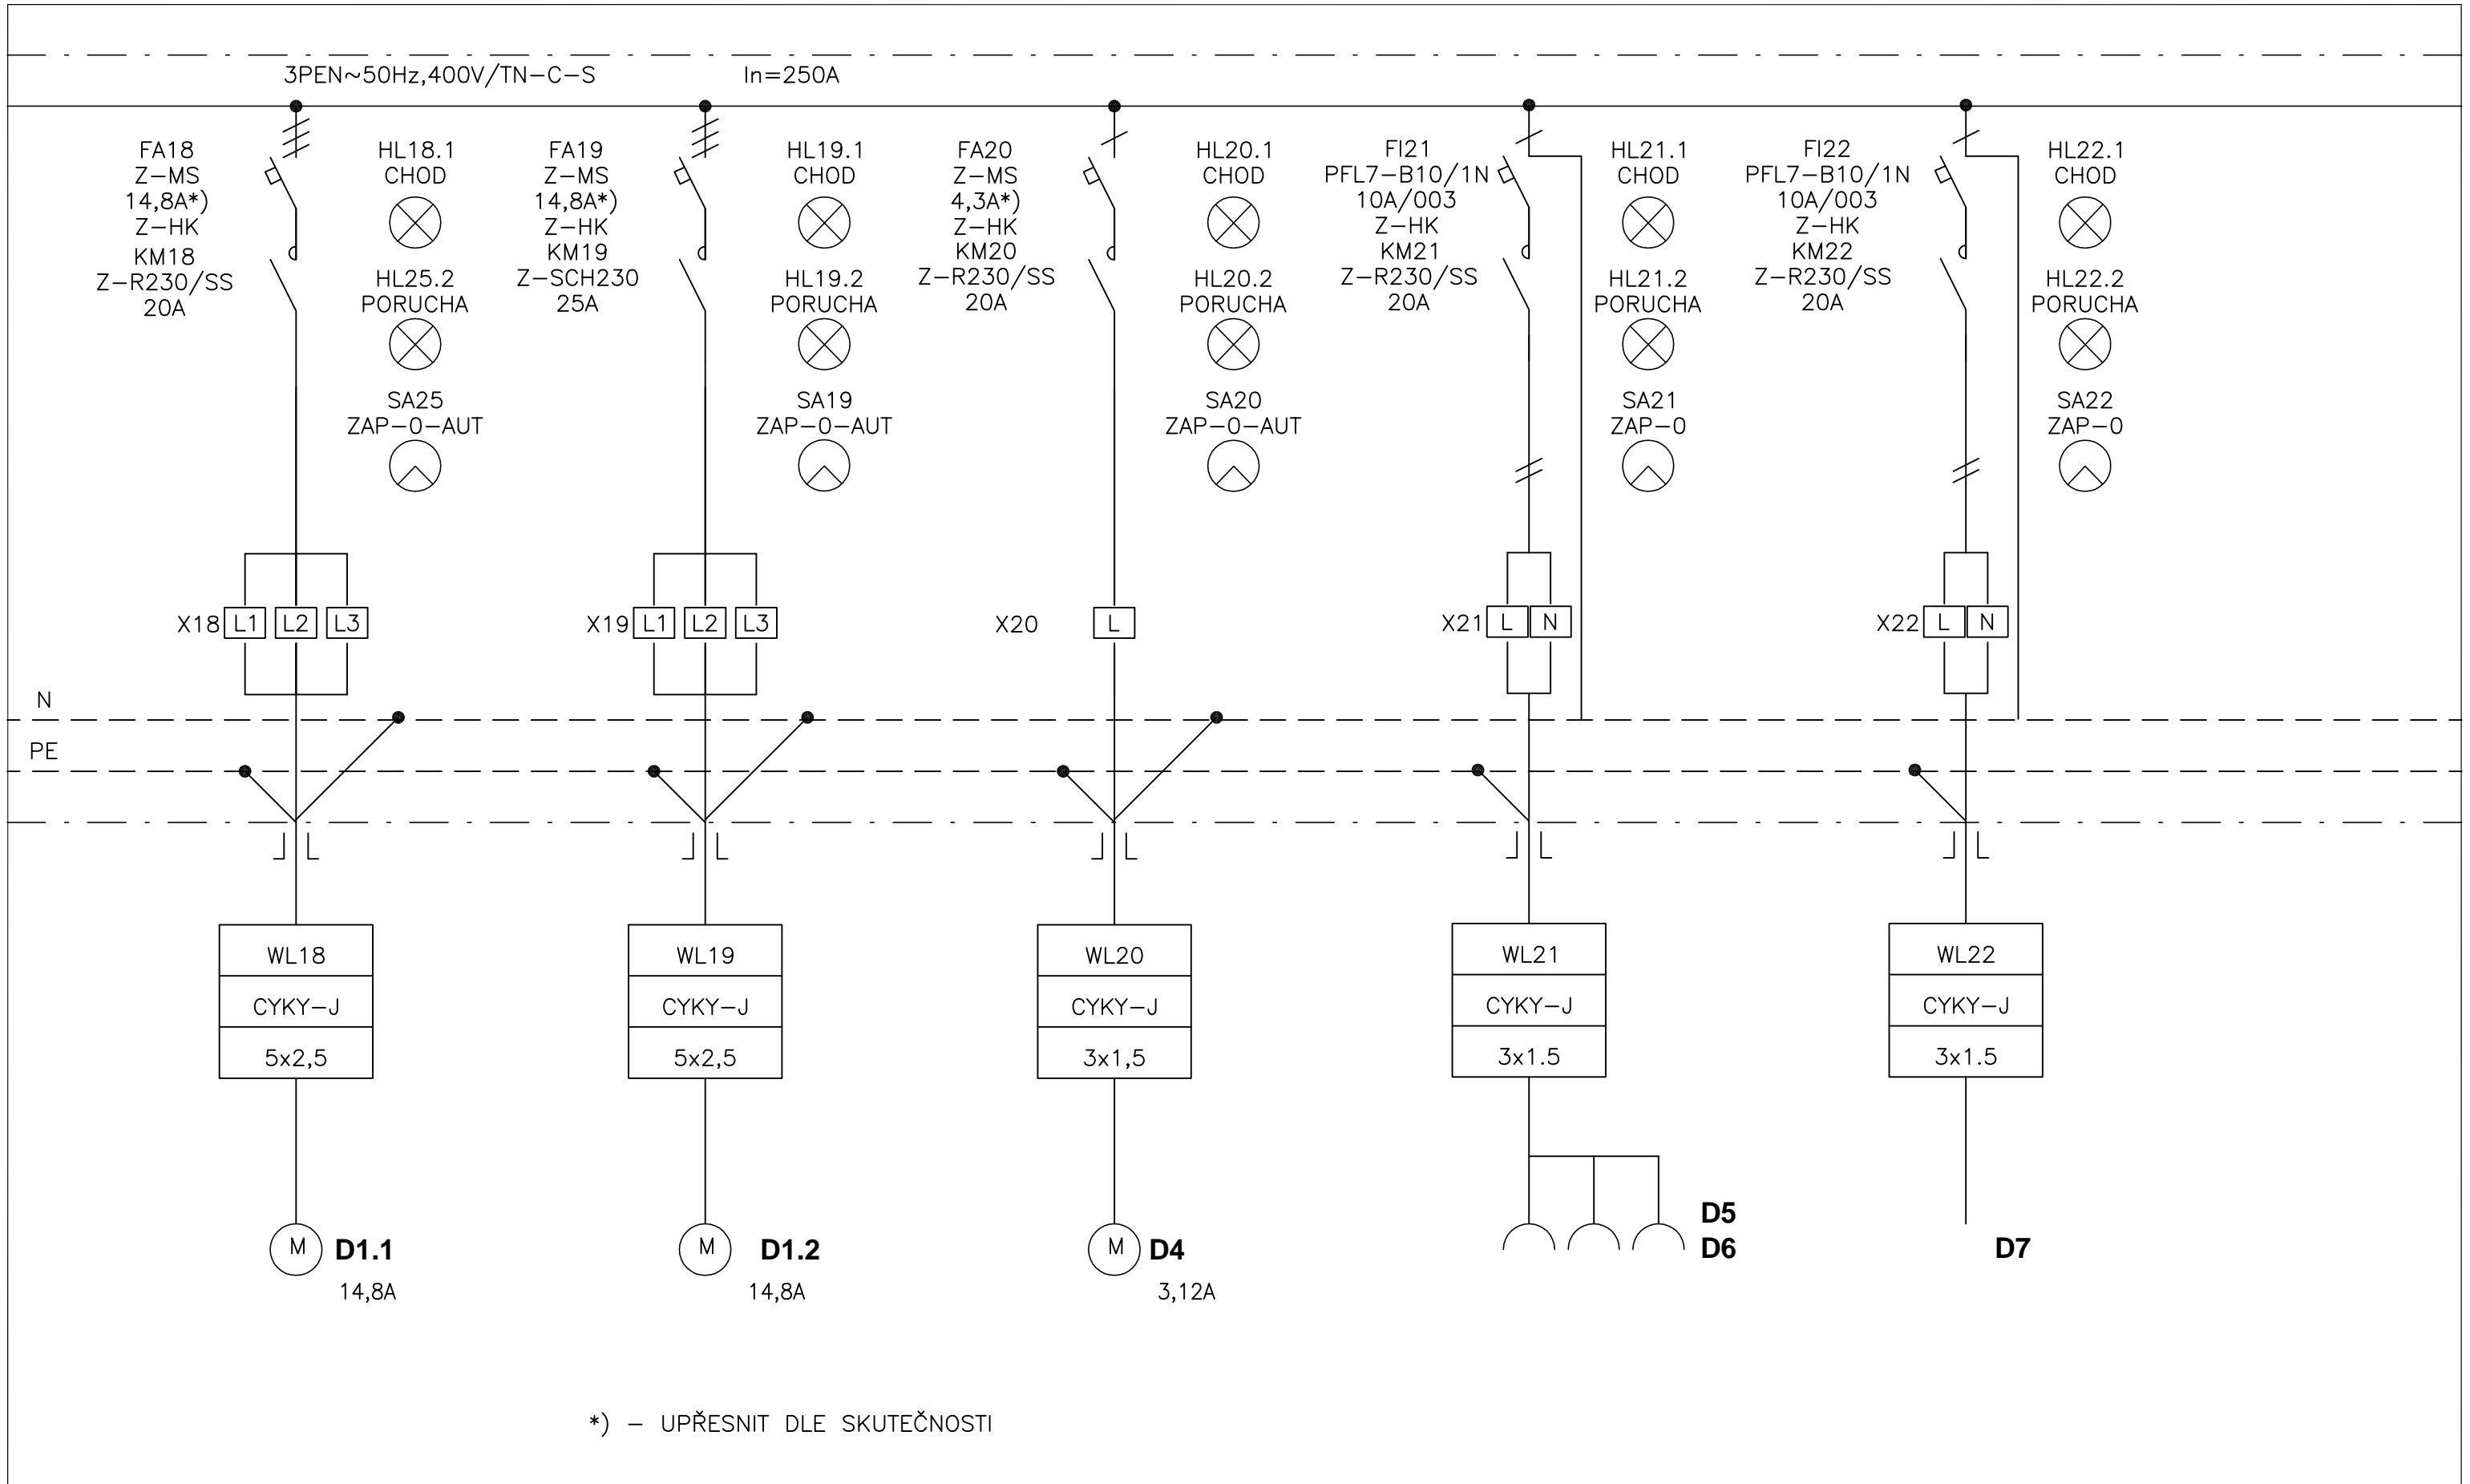 3PEN~50Hz,400V/TN-C-S
In=250A
FA18
Z-MS
14,8A*)
Z-HK
KM18
Z-R230/SS
20A
HL18.1
CHOD
HL25.2
PORUCHA
SA25
ZAP-0-AUT
FA19
Z-MS
14,8A*)
Z-HK
KM19
Z-SCH230
25A
HL19.1
CHOD
HL19.2
PORUCHA
SA19
ZAP-0-AUT
FA20
Z-MS
4,3A*)
Z-HK
KM20
Z-R230/SS
20A
HL20.1
CHOD
HL20.2
PORUCHA
SA20
ZAP-0-AUT
FI21
PFL7-B10/1N
10A/003
Z-HK
KM21
Z-R230/SS
20A
HL21.1
CHOD
HL21.2
PORUCHA
SA21
ZAP-0
FI22
PFL7-B10/1N
10A/003
Z-HK
KM22
Z-R230/SS
20A
HL22.1
CHOD
HL22.2
PORUCHA
SA22
ZAP-0
X18 L1 L2 L3
X19 L1 L2 L3
X20 L
X21 L N
X22 L N
N
PE
WL18
CYKY-J
5x2,5
WL19
CYKY-J
5x2,5
WL20
CYKY-J
3x1,5
WL21
CYKY-J
3x1.5
WL22
CYKY-J
3x1.5
M D1.1
14,8A
M D1.2
14,8A
M D4
3,12A
D5
D6
D7
*) - UPŘESNIT DLE SKUTEČNOSTI